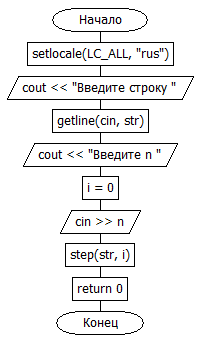 Начало
setlocale(LC_ALL, "rus")
cout << "Введите строку "
getline(cin, str)
cout << "Введите n "
i = 0
cin >> n
step(str, i)
return 0
Конец